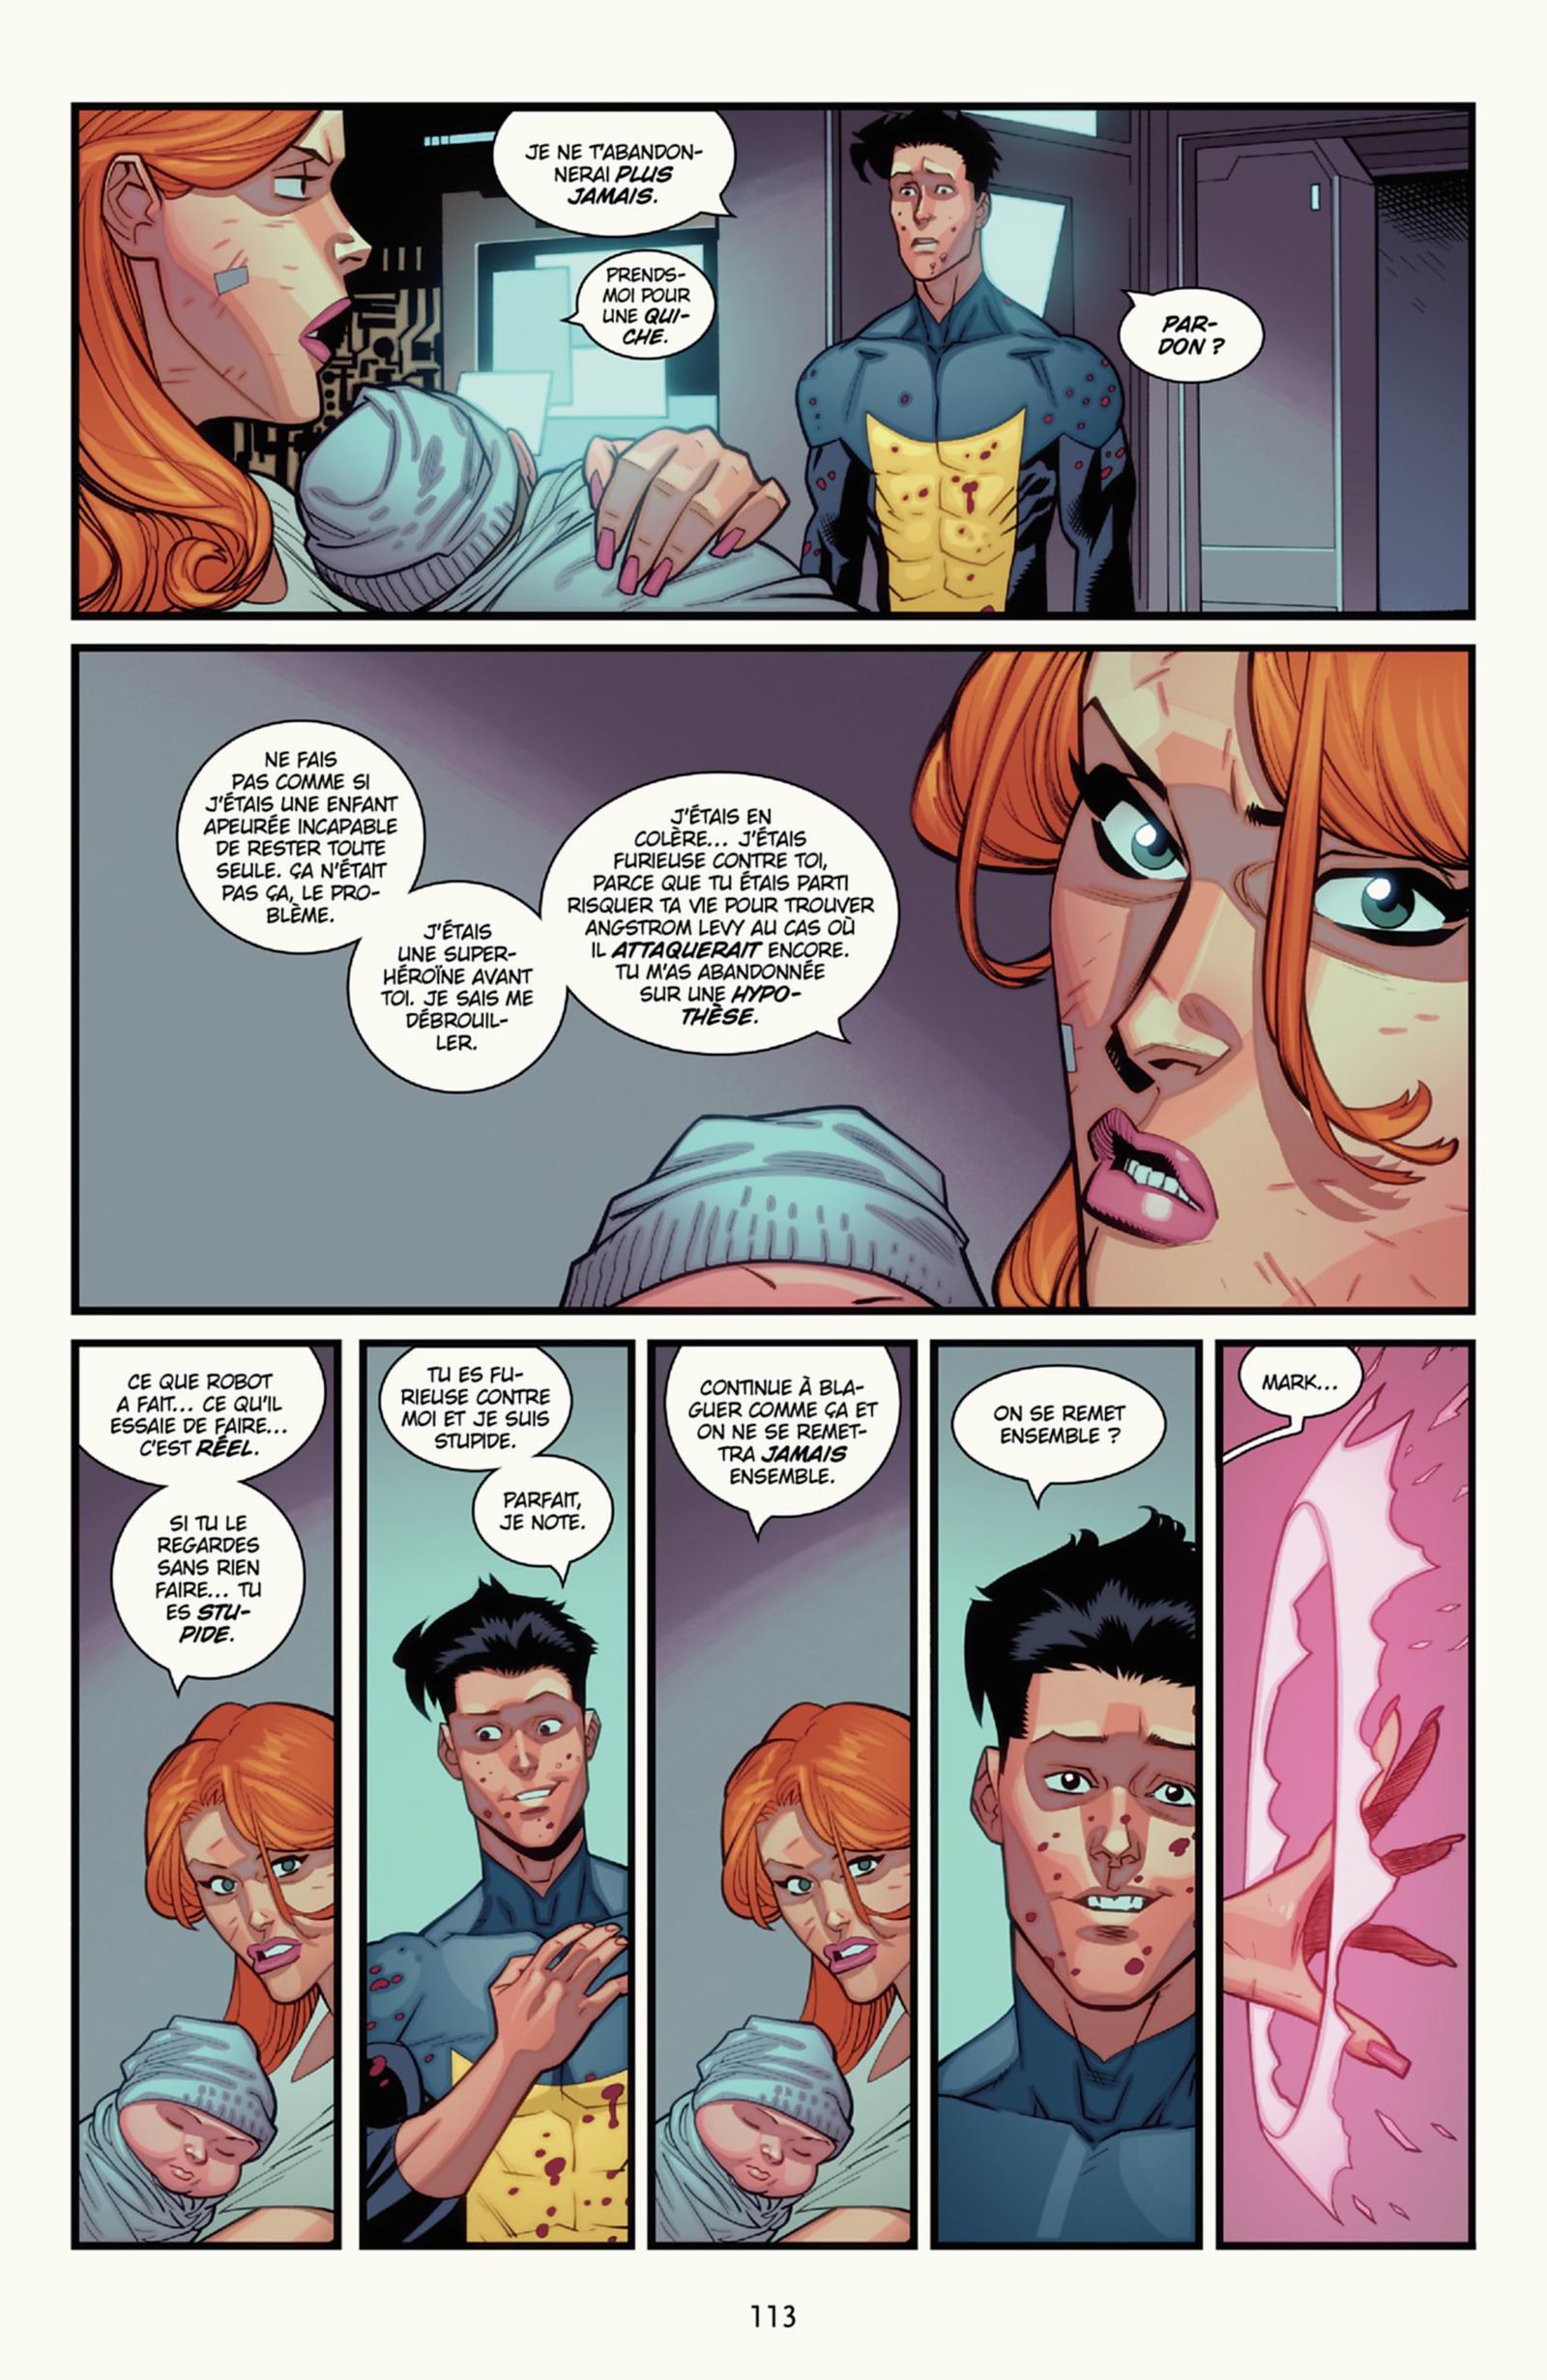 JE NE T'ABANDON-
NERAI PLUS
JAMAIS.
PRENDS-
MOI POUR
UNE QUI-
CHE.
PAR-
DON ?
NE FAIS
PAS COMME SI
J'ÉTAIS UNE ENFANT
APEURÉE INCAPABLE
DE RESTER TOUTE
SEULE. ÇA N'ÉTAIT
PAS ÇA, LE PRO-
BLÈME.
J'ÉTAIS
UNE SUPER-
HÉROÏNE AVANT
TOI. JE SAIS ME
DÉBROUIL-
LER.
J'ÉTAIS EN
COLÈRE... J'ÉTAIS
FURIEUSE CONTRE TOI,
PARCE QUE TU ÉTAIS PARTI
RISQUER TA VIE POUR TROUVER
ANGSTROM LEVY AU CAS OÙ
IL ATTAQUERAIT ENCORE.
TU M'AS ABANDONNÉE
SUR UNE HYPO-
THÈSE.
CE QUE ROBOT
A FAIT... CE QU'IL
ESSAIE DE FAIRE...
C'EST RÉEL.
SI TU LE
REGARDES
SANS RIEN
FAIRE... TU
ES STU-
PIDE.
TU ES FU-
RIEUSE CONTRE
MOI ET JE SUIS
STUPIDE.
PARFAIT,
JE NOTE.
CONTINUE À BLA-
GUER COMME ÇA ET
ON NE SE REMET-
TRA JAMAIS
ENSEMBLE.
ON SE REMET
ENSEMBLE ?
MARK...
113